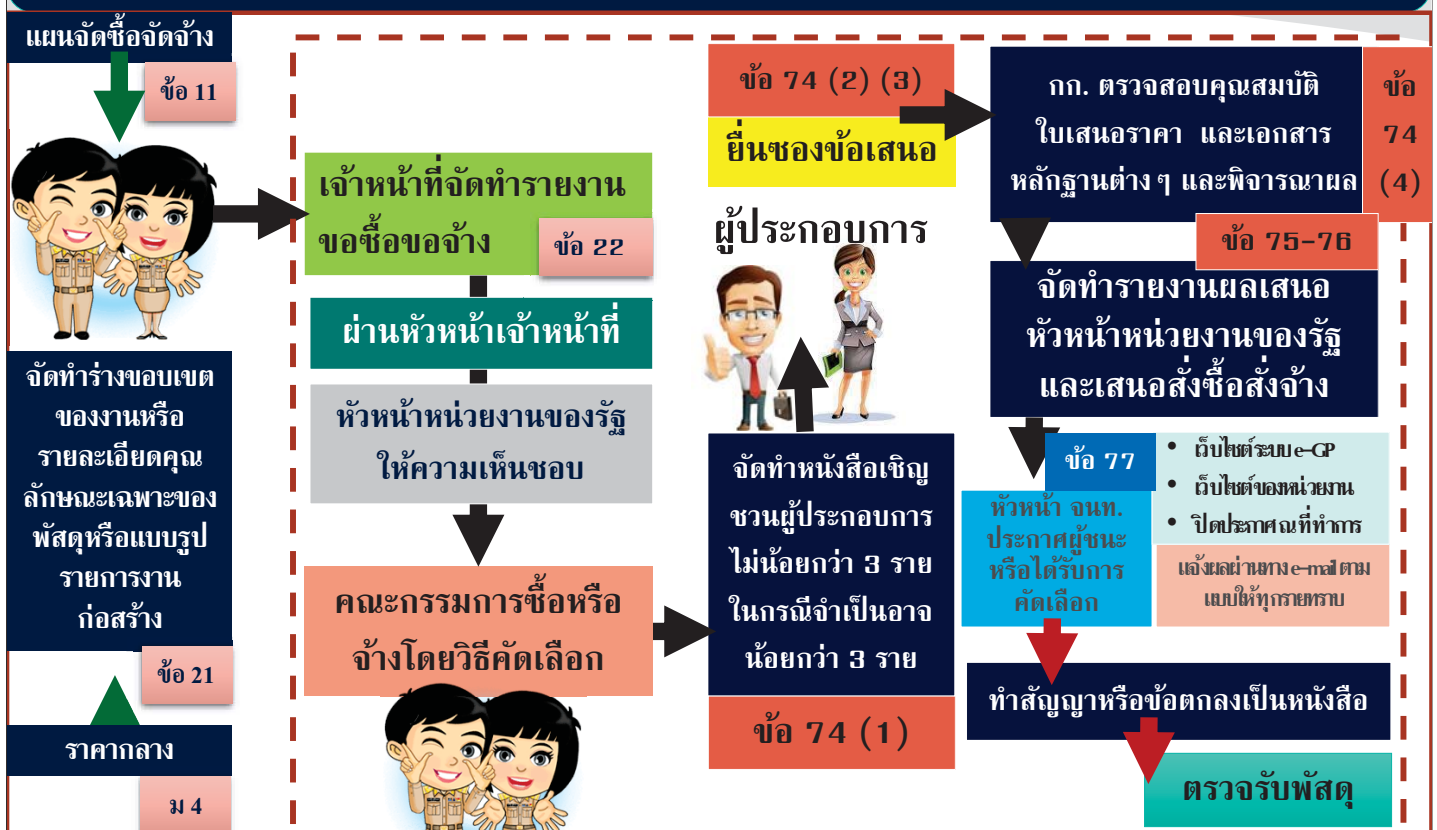 แผนจัดซื้อจัดจ้าง
ข้อ 11
จัดทำร่างขอบเขต
ของงานหรือ
รายละเอียดคุณ
ลักษณะเฉพาะของ
พัสดุหรือแบบรูป
รายการงาน
ก่อสร้าง
ข้อ 21
ราคากลาง
ม 4
เจ้าหน้าที่จัดทำรายงาน
ขอซื้อขอจ้าง
ข้อ 22
ผ่านหัวหน้าเจ้าหน้าที่
หัวหน้าหน่วยงานของรัฐ
ให้ความเห็นชอบ
คณะกรรมการซื้อหรือ
จ้างโดยวิธีคัดเลือก
จัดทำหนังสือเชิญ
ชวนผู้ประกอบการ
ไม่น้อยกว่า 3 ราย
ในกรณีจำเป็นอาจ
น้อยกว่า 3 ราย
ข้อ 74 (1)
ผู้ประกอบการ
ข้อ 74 (2) (3)
ยื่นซองข้อเสนอ
กก. ตรวจสอบคุณสมบัติ
ใบเสนอราคา และเอกสาร
หลักฐานต่าง ๆ และพิจารณาผล
ข้อ
74
(4)
ข้อ 75-76
จัดทำรายงานผลเสนอ
หัวหน้าหน่วยงานของรัฐ
และเสนอสั่งซื้อสั่งจ้าง
ข้อ 77
หัวหน้า จนท.
ประกาศผู้ชนะ
หรือได้รับการ
คัดเลือก
• เว็บไซต์ระบบ e-GP
• เว็บไซต์ของหน่วยงาน
• ปิดประกาศ ณ ที่ทำการ
แจ้งผลผ่านทาง e-mail ตาม
แบบให้ทุกรายทราบ
ทำสัญญาหรือข้อตกลงเป็นหนังสือ
ตรวจรับพัสดุ